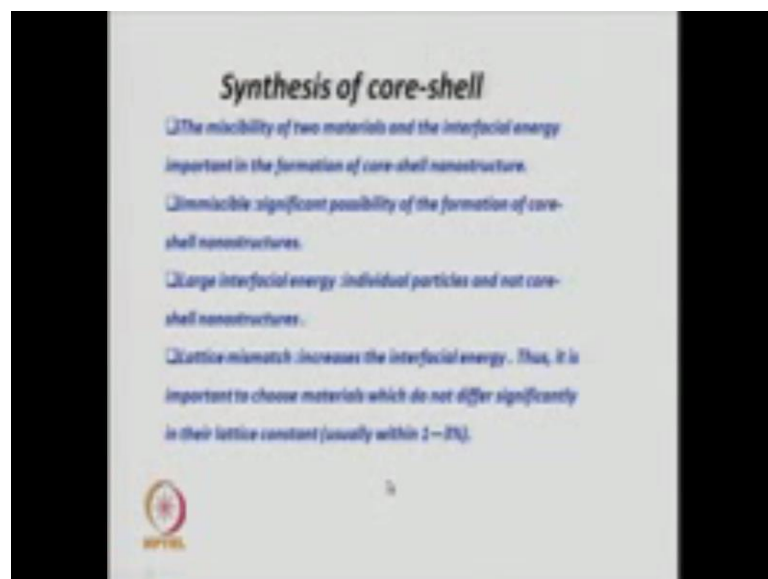 Synthesis of core-shell
❑The miscibility of two materials and the interfacial energy
important in the formation of core-shell nanostructure.
❑Immiscible :significant possibility of the formation of core-
shell nanostructures.
❑Large interfacial energy :individual particles and not core-
shell nanostructures .
❑Lattice mismatch :increases the interfacial energy . Thus, it is
important to choose materials which do not differ significantly
in their lattice constant (usually within 1—
NPTEL